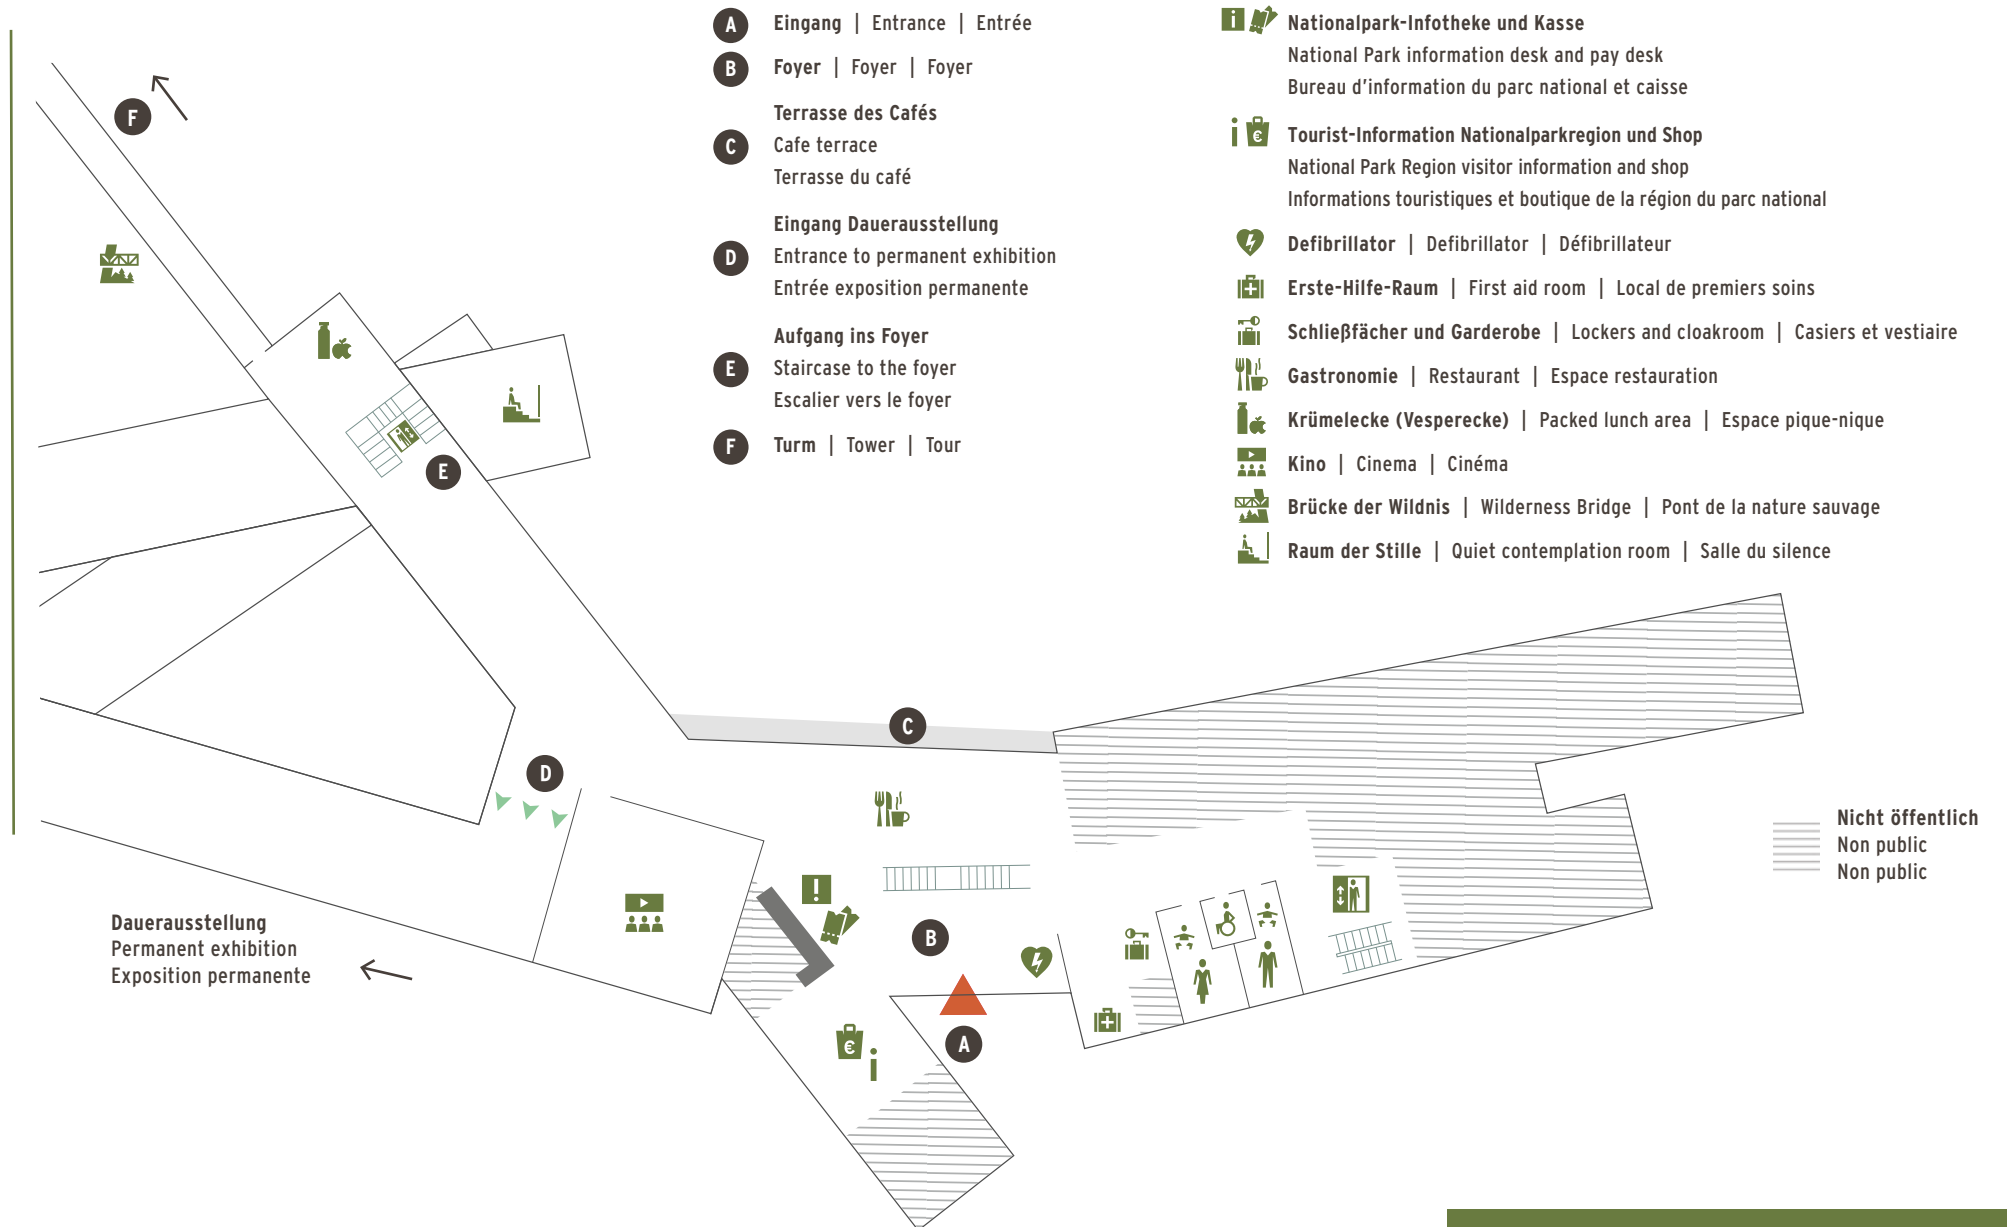 A Eingang | Entrance | Entrée
B Foyer | Foyer | Foyer
Terrasse des Cafés
C Cafe terrace
Terrasse du café
Eingang Dauerausstellung
D Entrance to permanent exhibition
Entrée exposition permanente
Aufgang ins Foyer
E Staircase to the foyer
Escalier vers le foyer
F Turm | Tower | Tour
i Nationalpark-Infotheke und Kasse
National Park information desk and pay desk
Bureau d'information du parc national et caisse
i € Tourist-Information Nationalparkregion und Shop
National Park Region visitor information and shop
Informations touristiques et boutique de la région du parc national
Defibrillator | Defibrillator | Défibrillateur
Erste-Hilfe-Raum | First aid room | Local de premiers soins
Schließfächer und Garderobe | Lockers and cloakroom | Casiers et vestiaire
Gastronomie | Restaurant | Espace restauration
Krümelecke (Vesperecke) | Packed lunch area | Espace pique-nique
Kino | Cinema | Cinéma
Brücke der Wildnis | Wilderness Bridge | Pont de la nature sauvage
Raum der Stille | Quiet contemplation room | Salle du silence
F
E
C
D
!
B
A
€ i
Nicht öffentlich
Non public
Non public
Dauerausstellung
Permanent exhibition
Exposition permanente